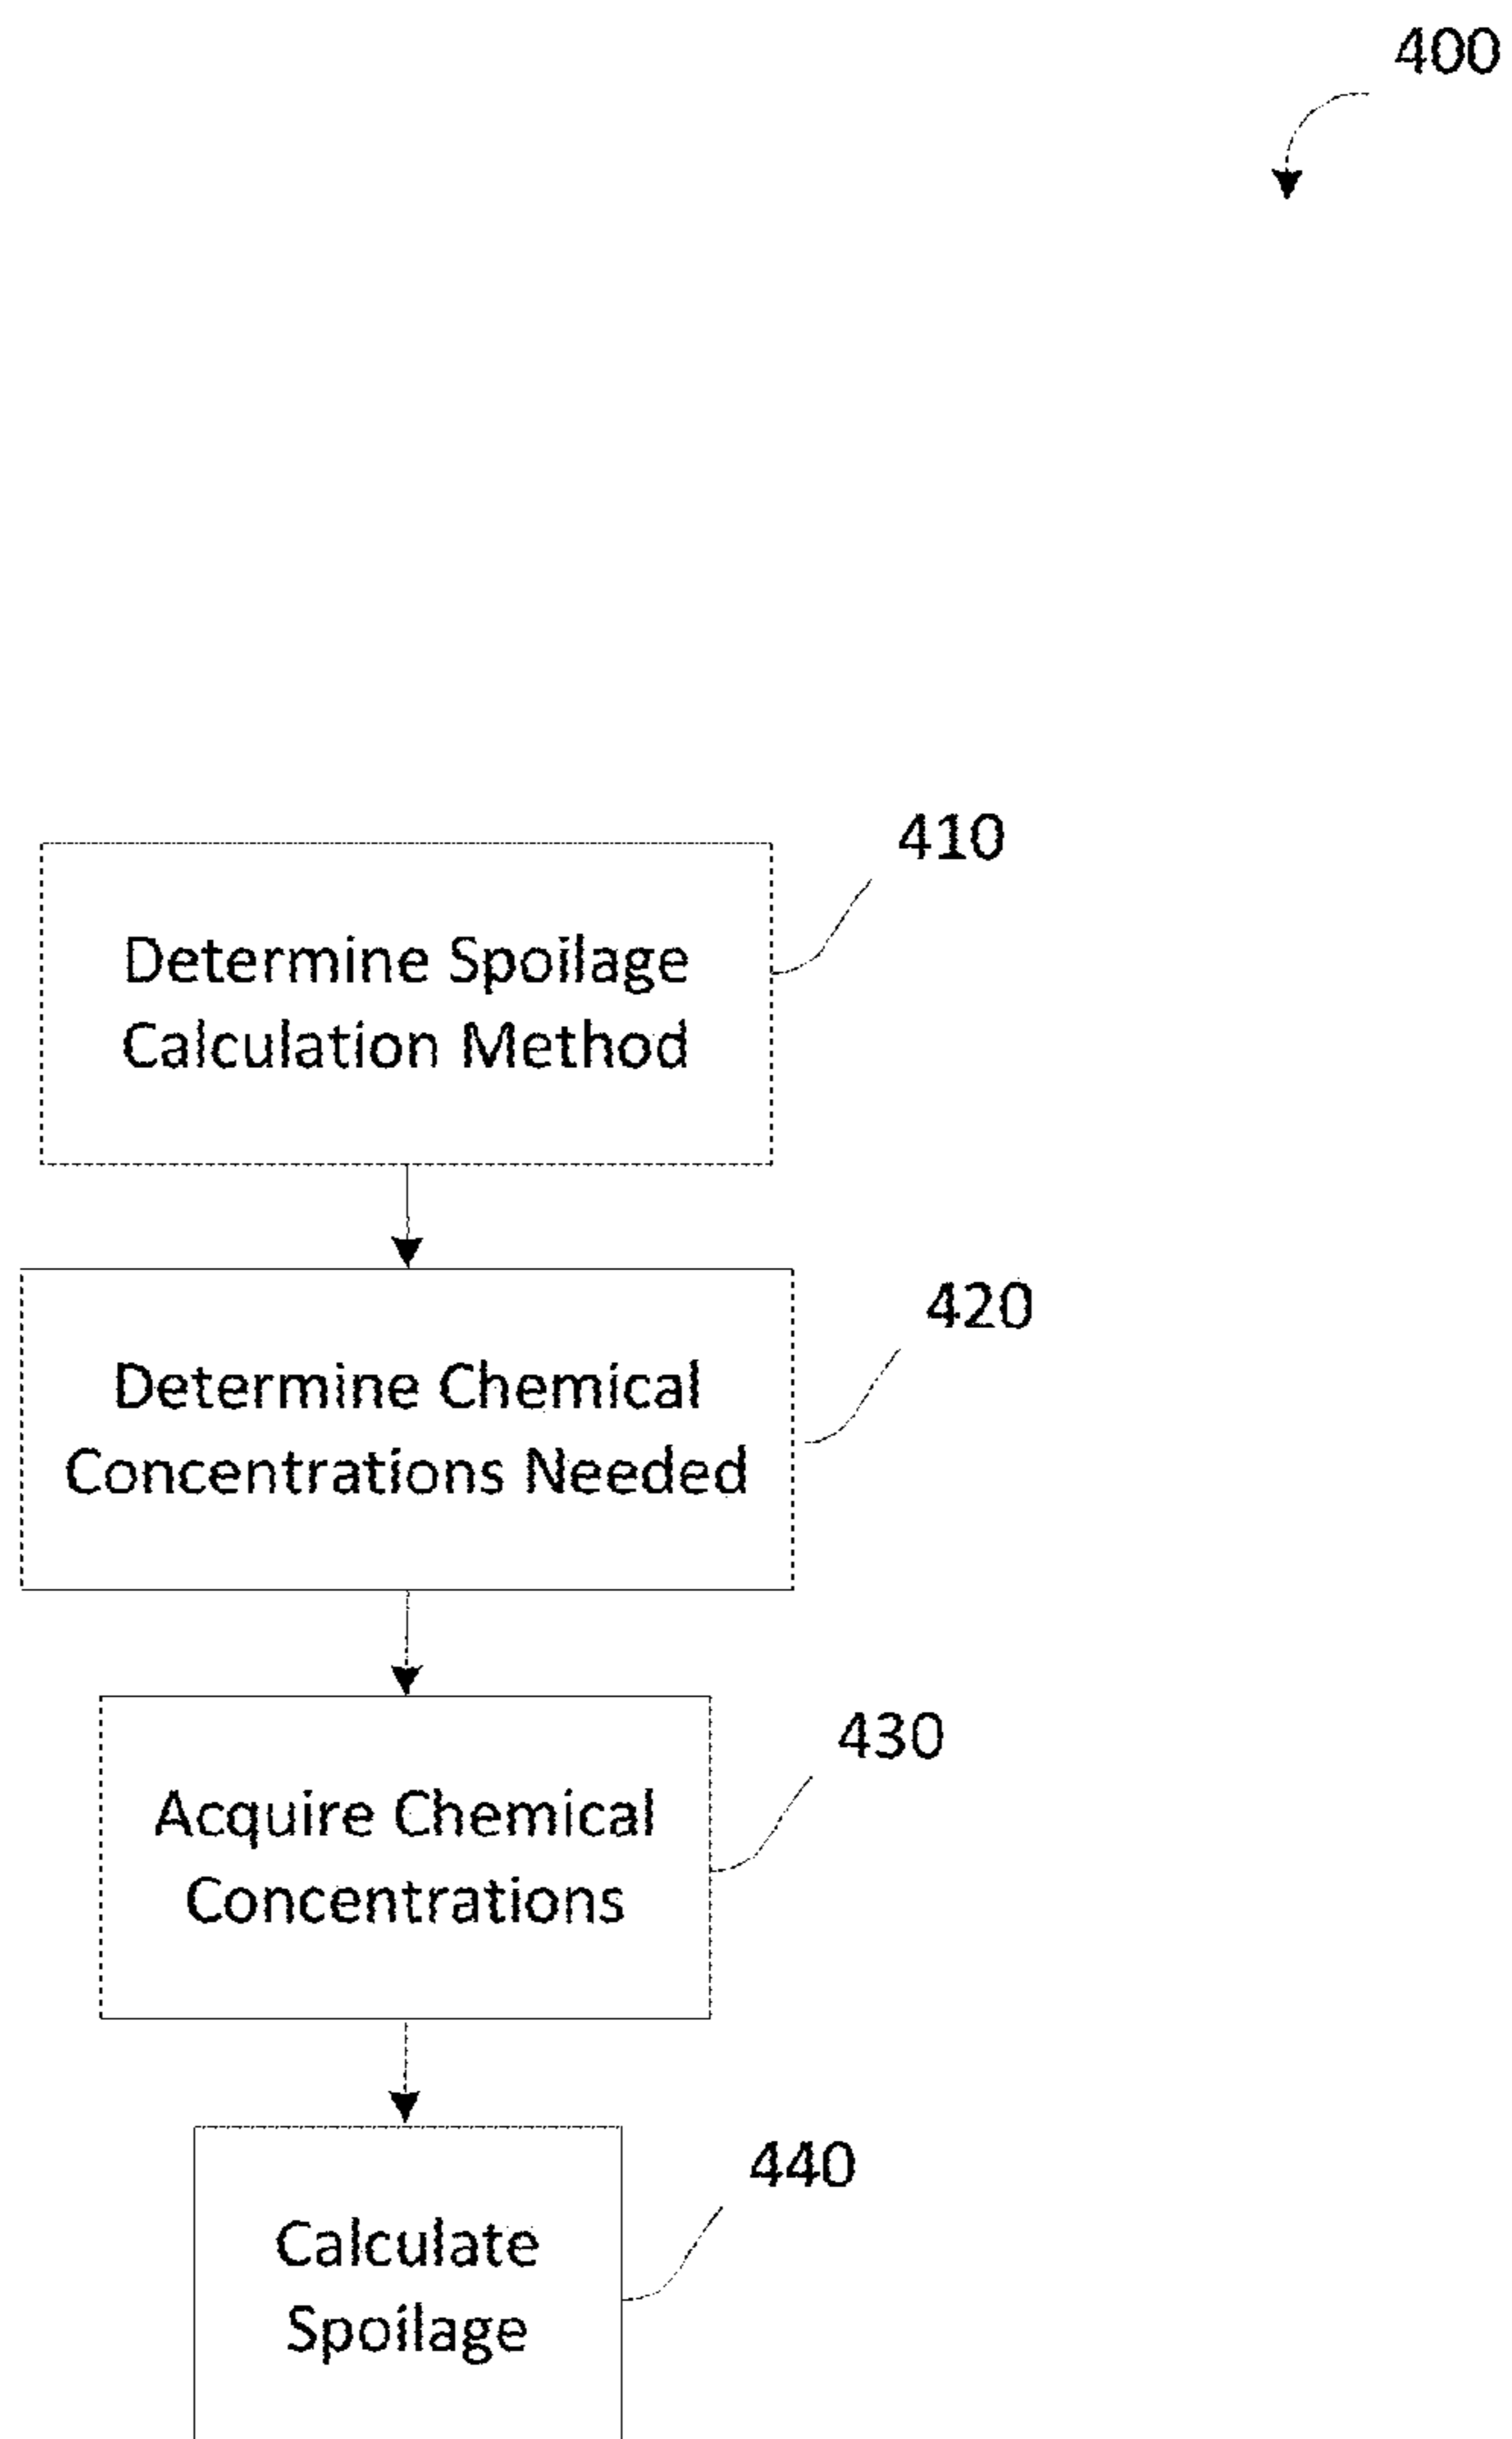 400
410
Determine Spoilage
Calculation Method
420
Determine Chemical
Concentrations Needed
430
Acquire Chemical
Concentrations
440
Calculate
Spoilage